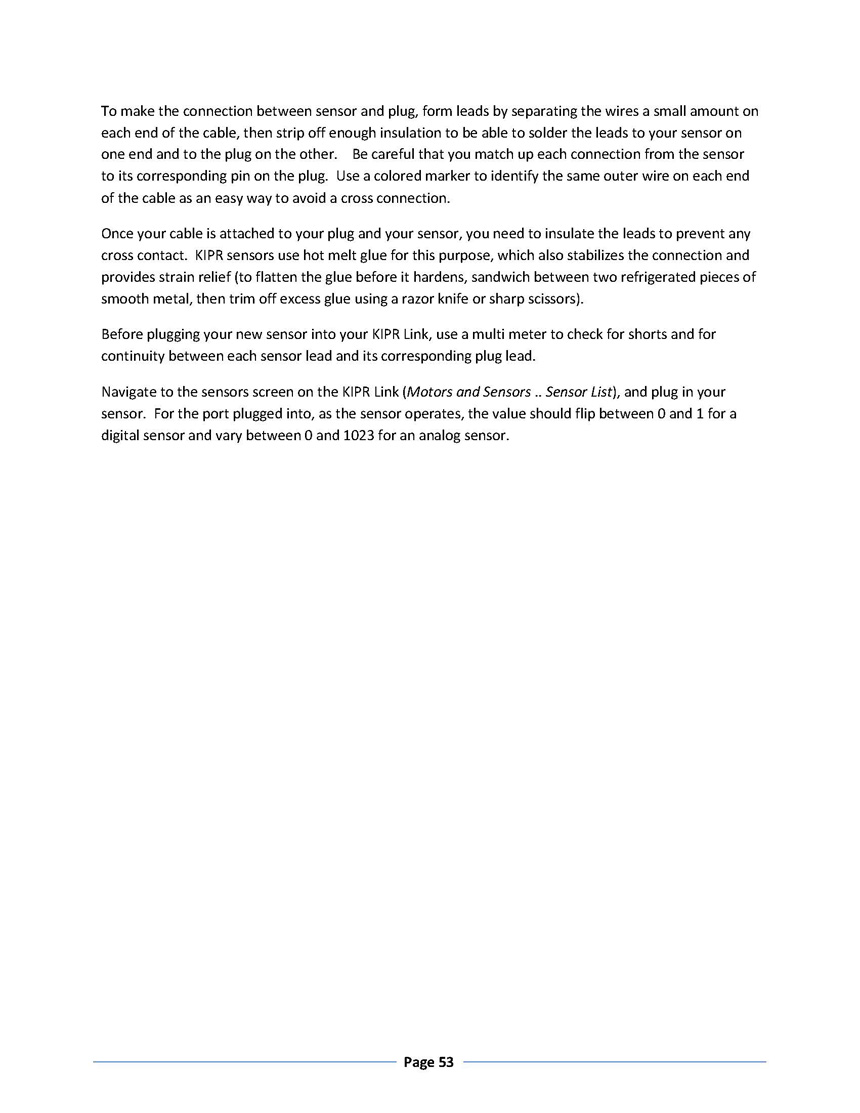 To make the connection between sensor and plug, form leads by separating the wires a small amount on
each end of the cable, then strip off enough insulation to be able to solder the leads to your sensor on
one end and to the plug on the other.    Be careful that you match up each connection from the sensor
to its corresponding pin on the plug.  Use a colored marker to identify the same outer wire on each end
of the cable as an easy way to avoid a cross connection.
Once your cable is attached to your plug and your sensor, you need to insulate the leads to prevent any
cross contact.  KIPR sensors use hot melt glue for this purpose, which also stabilizes the connection and
provides strain relief (to flatten the glue before it hardens, sandwich between two refrigerated pieces of
smooth metal, then trim off excess glue using a razor knife or sharp scissors).
Before plugging your new sensor into your KIPR Link, use a multi meter to check for shorts and for
continuity between each sensor lead and its corresponding plug lead.
Navigate to the sensors screen on the KIPR Link (Motors and Sensors .. Sensor List), and plug in your
sensor.  For the port plugged into, as the sensor operates, the value should flip between 0 and 1 for a
digital sensor and vary between 0 and 1023 for an analog sensor.
Page 53